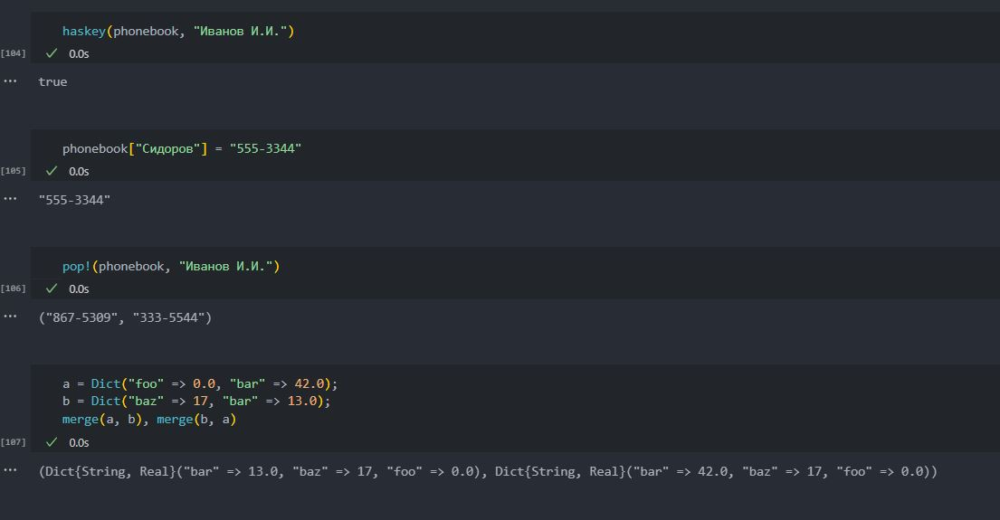 haskey(phonebook, "Иванов И.И.")
[104] 0.0s
... true
phonebook["Сидоров"] = "555-3344"
[105] 0.0s
... "555-3344"
pop!(phonebook, "Иванов И.И.")
[106] 0.0s
... ("867-5309", "333-5544")
a = Dict("foo" => 0.0, "bar" => 42.0);
b = Dict("baz" => 17, "bar" => 13.0);
merge(a, b), merge(b, a)
[107] 0.0s
... (Dict{String, Real}("bar" => 13.0, "baz" => 17, "foo" => 0.0), Dict{String, Real}("bar" => 42.0, "baz" => 17, "foo" => 0.0))